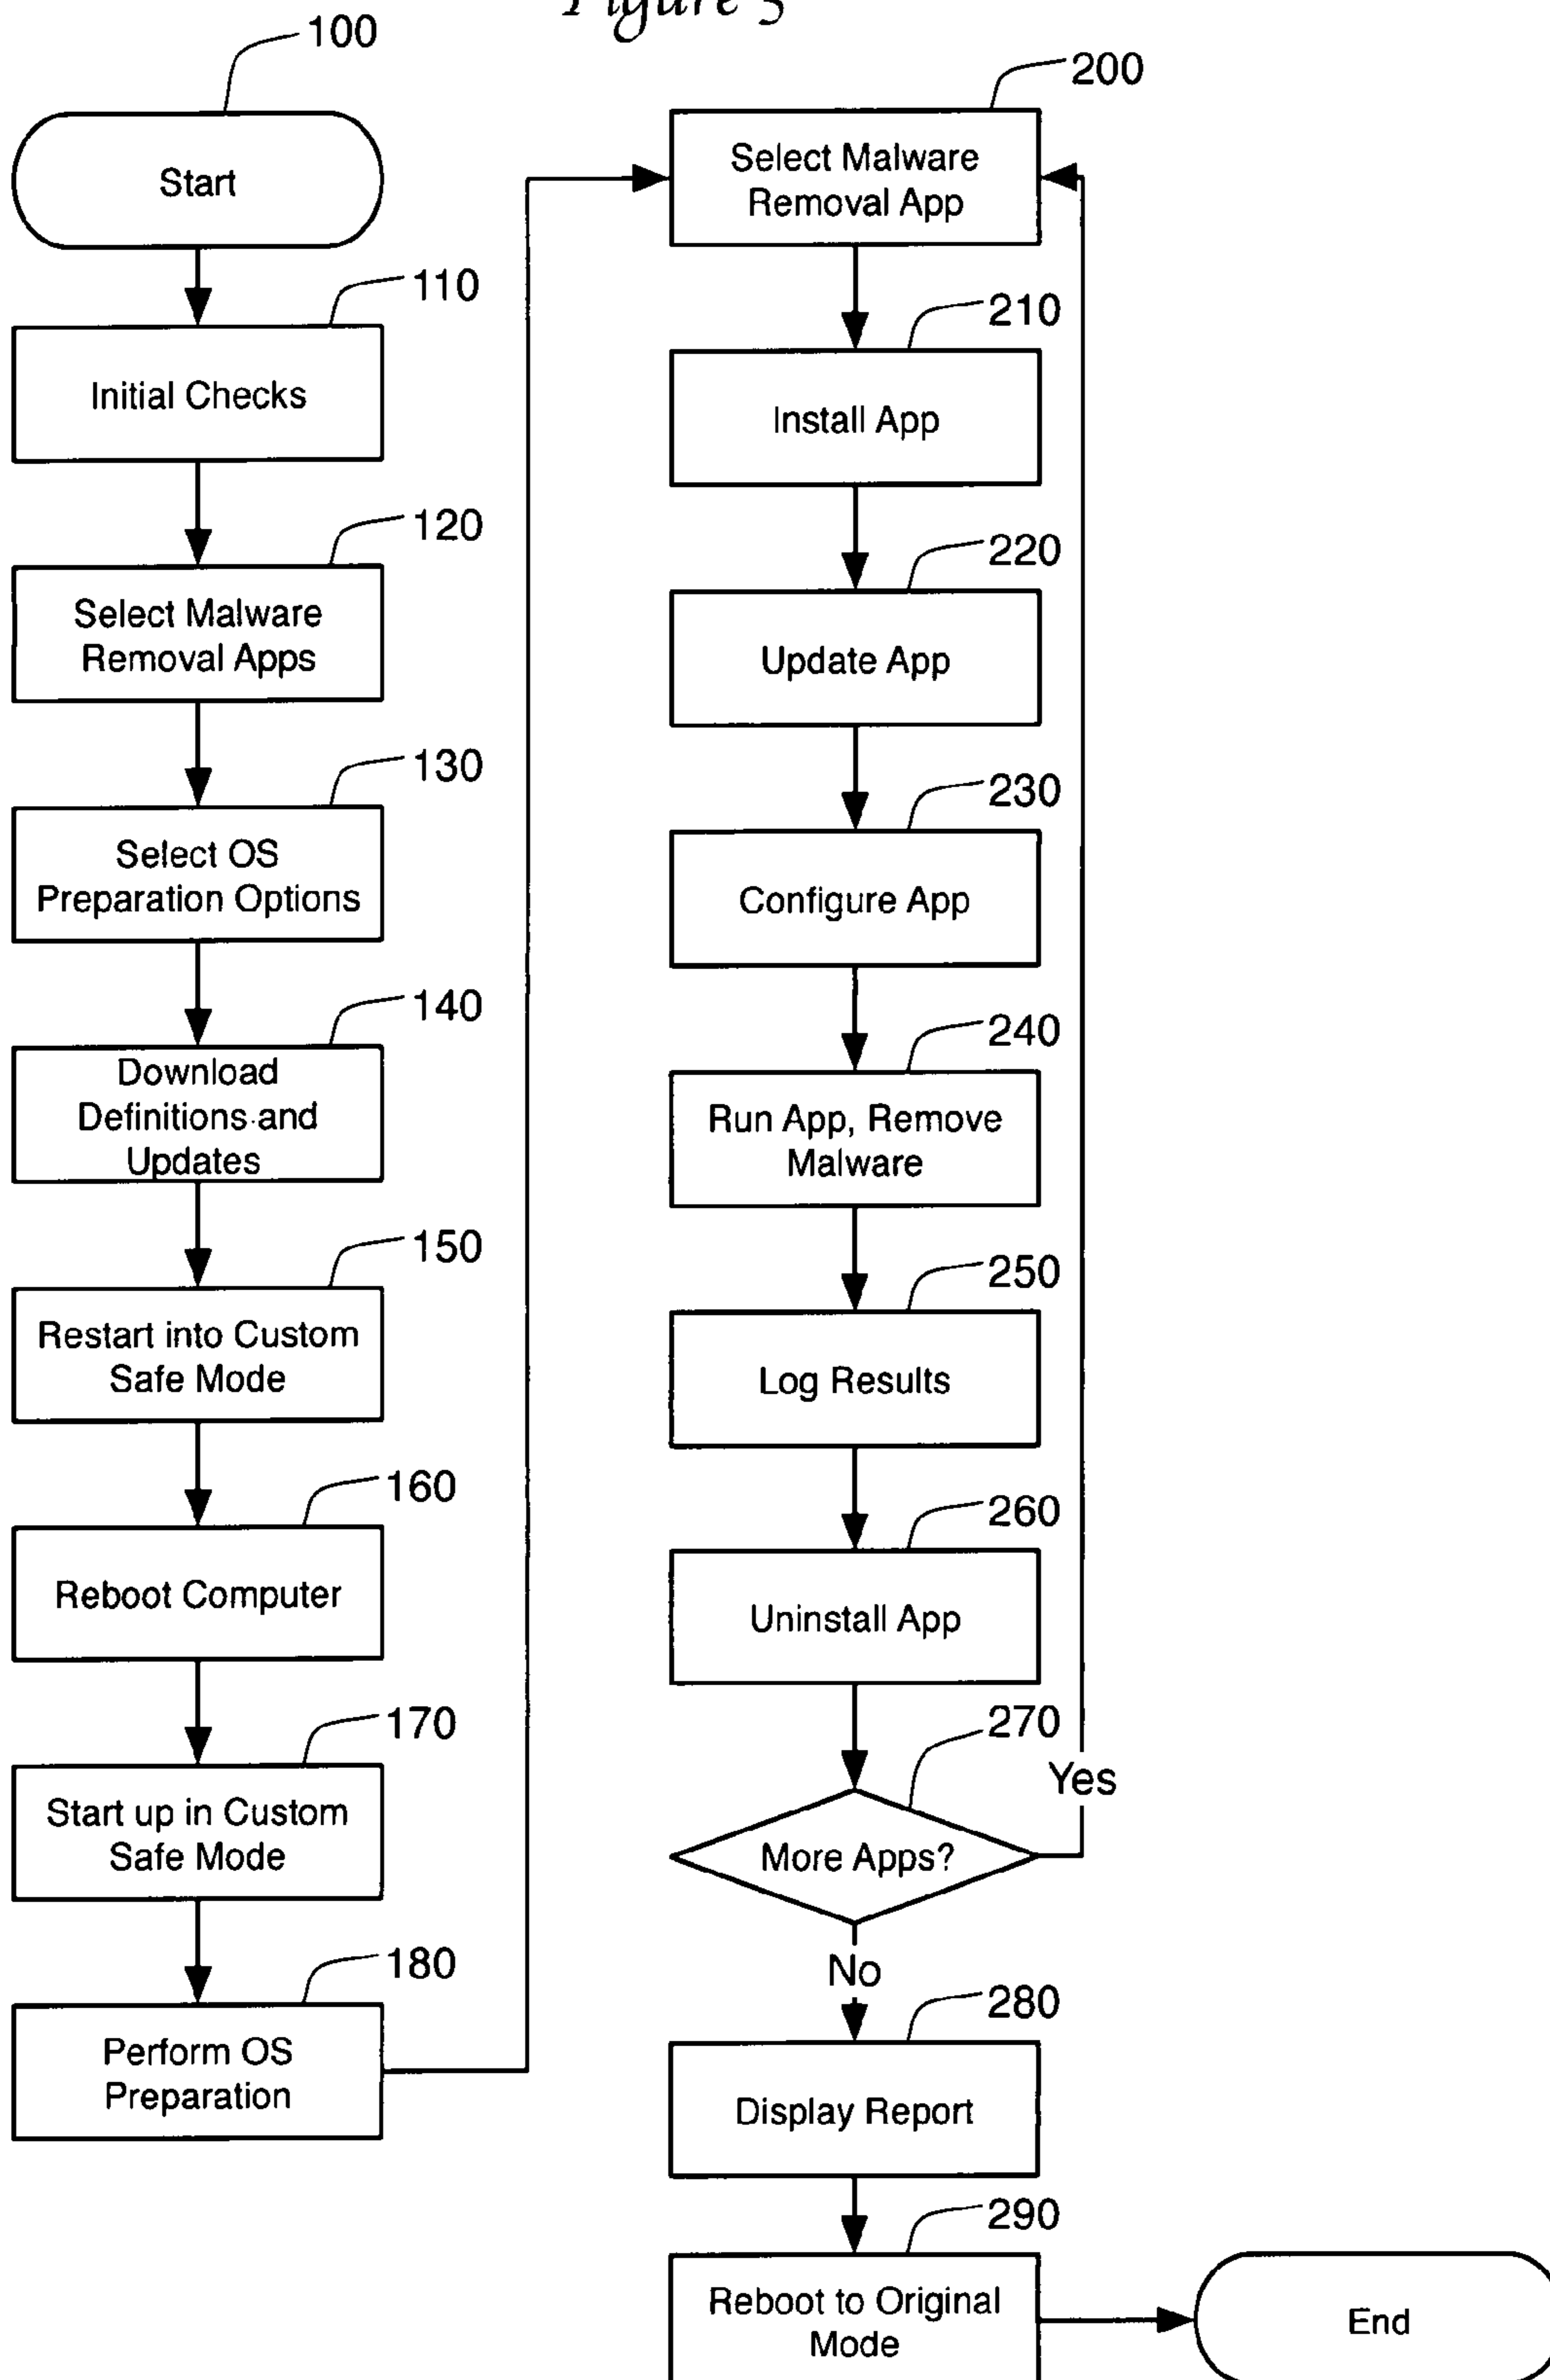 Figure 3
100
Start
110
Initial Checks
120
Select Malware
Removal Apps
130
Select OS
Preparation Options
140
Download
Definitions and
Updates
150
Restart into Custom
Safe Mode
160
Reboot Computer
170
Start up in Custom
Safe Mode
180
Perform OS
Preparation
200
Select Malware
Removal App
210
Install App
220
Update App
230
Configure App
240
Run App, Remove
Malware
250
Log Results
260
Uninstall App
270
More Apps?
Yes
No
280
Display Report
290
Reboot to Original
Mode
End